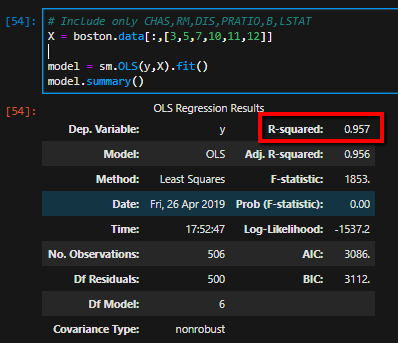 [54]: # Include only CHAS,RM,DIS,PRATIO,B,LSTAT
X = boston.data[:,[3,5,7,10,11,12]]
model = sm.OLS(y,X).fit()
model.summary()
[54]: OLS Regression Results
Dep. Variable: y R-squared: 0.957
Model: OLS Adj. R-squared: 0.956
Method: Least Squares F-statistic: 1853.
Date: Fri, 26 Apr 2019 Prob (F-statistic): 0.00
Time: 17:52:47 Log-Likelihood: -1537.2
No. Observations: 506 AIC: 3086.
Df Residuals: 500 BIC: 3112.
Df Model: 6
Covariance Type: nonrobust